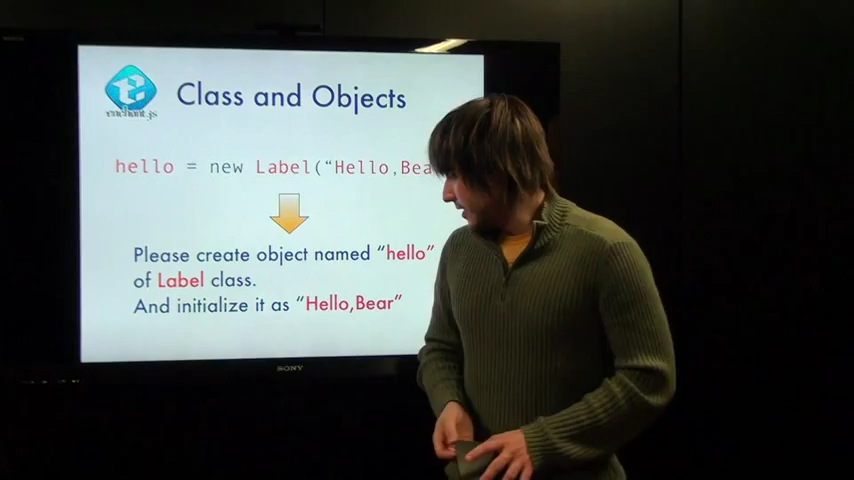 enchant.js
Class and Objects
hello = new Label(“Hello,Bea
Please create object named “hello”
of Label class.
And initialize it as “Hello,Bear”
SONY